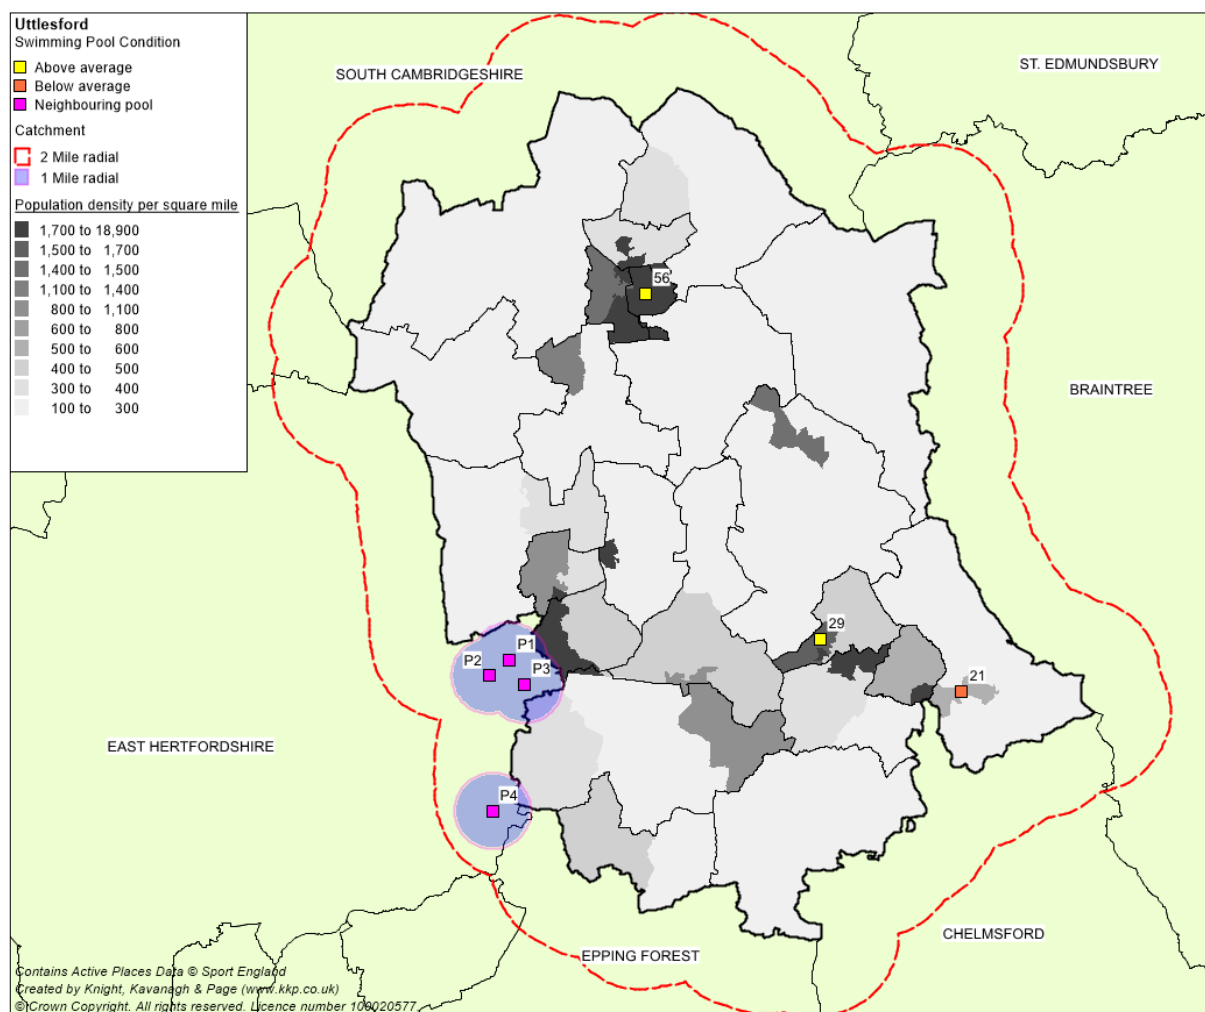 Uttlesford
Swimming Pool Condition
Above average
Below average
Neighbouring pool
Catchment
2 Mile radial
1 Mile radial
Population density per square mile
1,700 to 18,900
1,500 to 1,700
1,400 to 1,500
1,100 to 1,400
800 to 1,100
600 to 800
500 to 600
400 to 500
300 to 400
100 to 300
SOUTH CAMBRIDGESHIRE
ST. EDMUNDSBURY
56
BRAINTREE
29
P1
P2
P3
21
EAST HERTFORDSHIRE
P4
CHELMSFORD
EPPING FOREST
Contains Active Places Data © Sport England
Created by Knight, Kavanagh & Page (www.kkp.co.uk)
© Crown Copyright. All rights reserved. Licence number 100020577